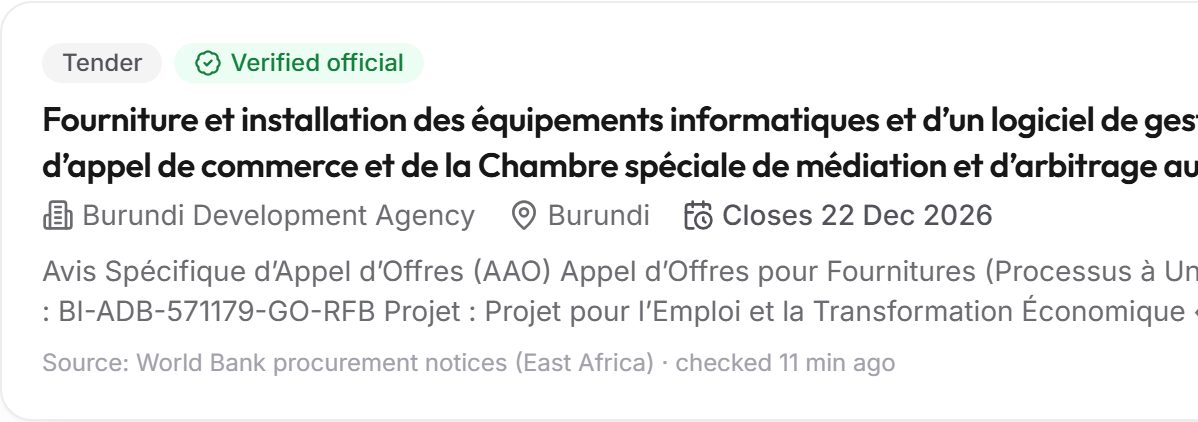 Tender Verified official
Fourniture et installation des équipements informatiques et d’un logiciel de
d’appel de commerce et de la Chambre spéciale de médiation et d’arbitrage
Burundi Development Agency Burundi Closes 22 Dec 2026
Avis Spécifique d’Appel d’Offres (AAO) Appel d’Offres pour Fournitures (Processus à
: BI-ADB-571179-GO-RFB Projet : Projet pour l’Emploi et la Transformation Économique
Source: World Bank procurement notices (East Africa) · checked 11 min ago